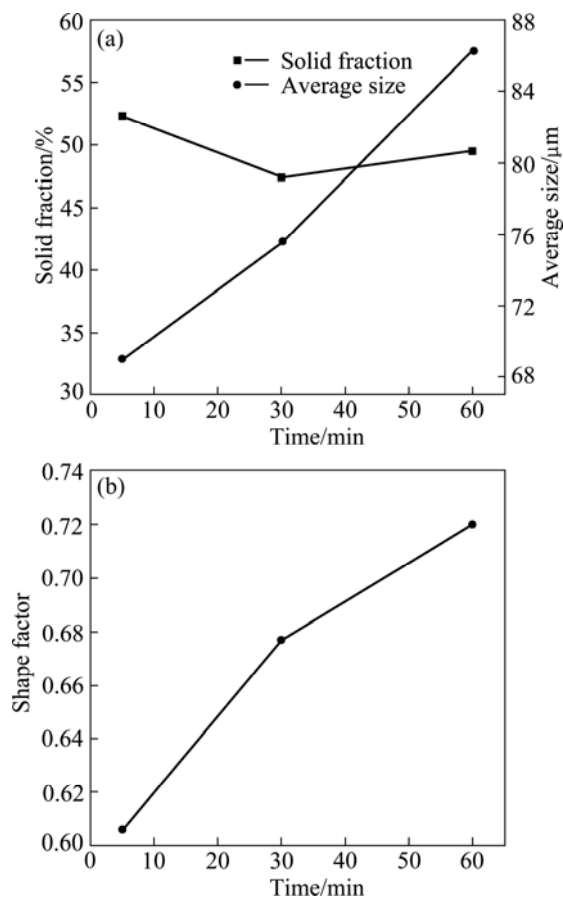 (a)
Solid fraction
Average size
60
55
50
45
40
35
30
Solid fraction/%
88
84
80
76
72
68
Average size/μm
0 10 20 30 40 50 60
Time/min
(b)
0.74
0.72
0.70
0.68
0.66
0.64
0.62
0.60
Shape factor
0 10 20 30 40 50 60
Time/min